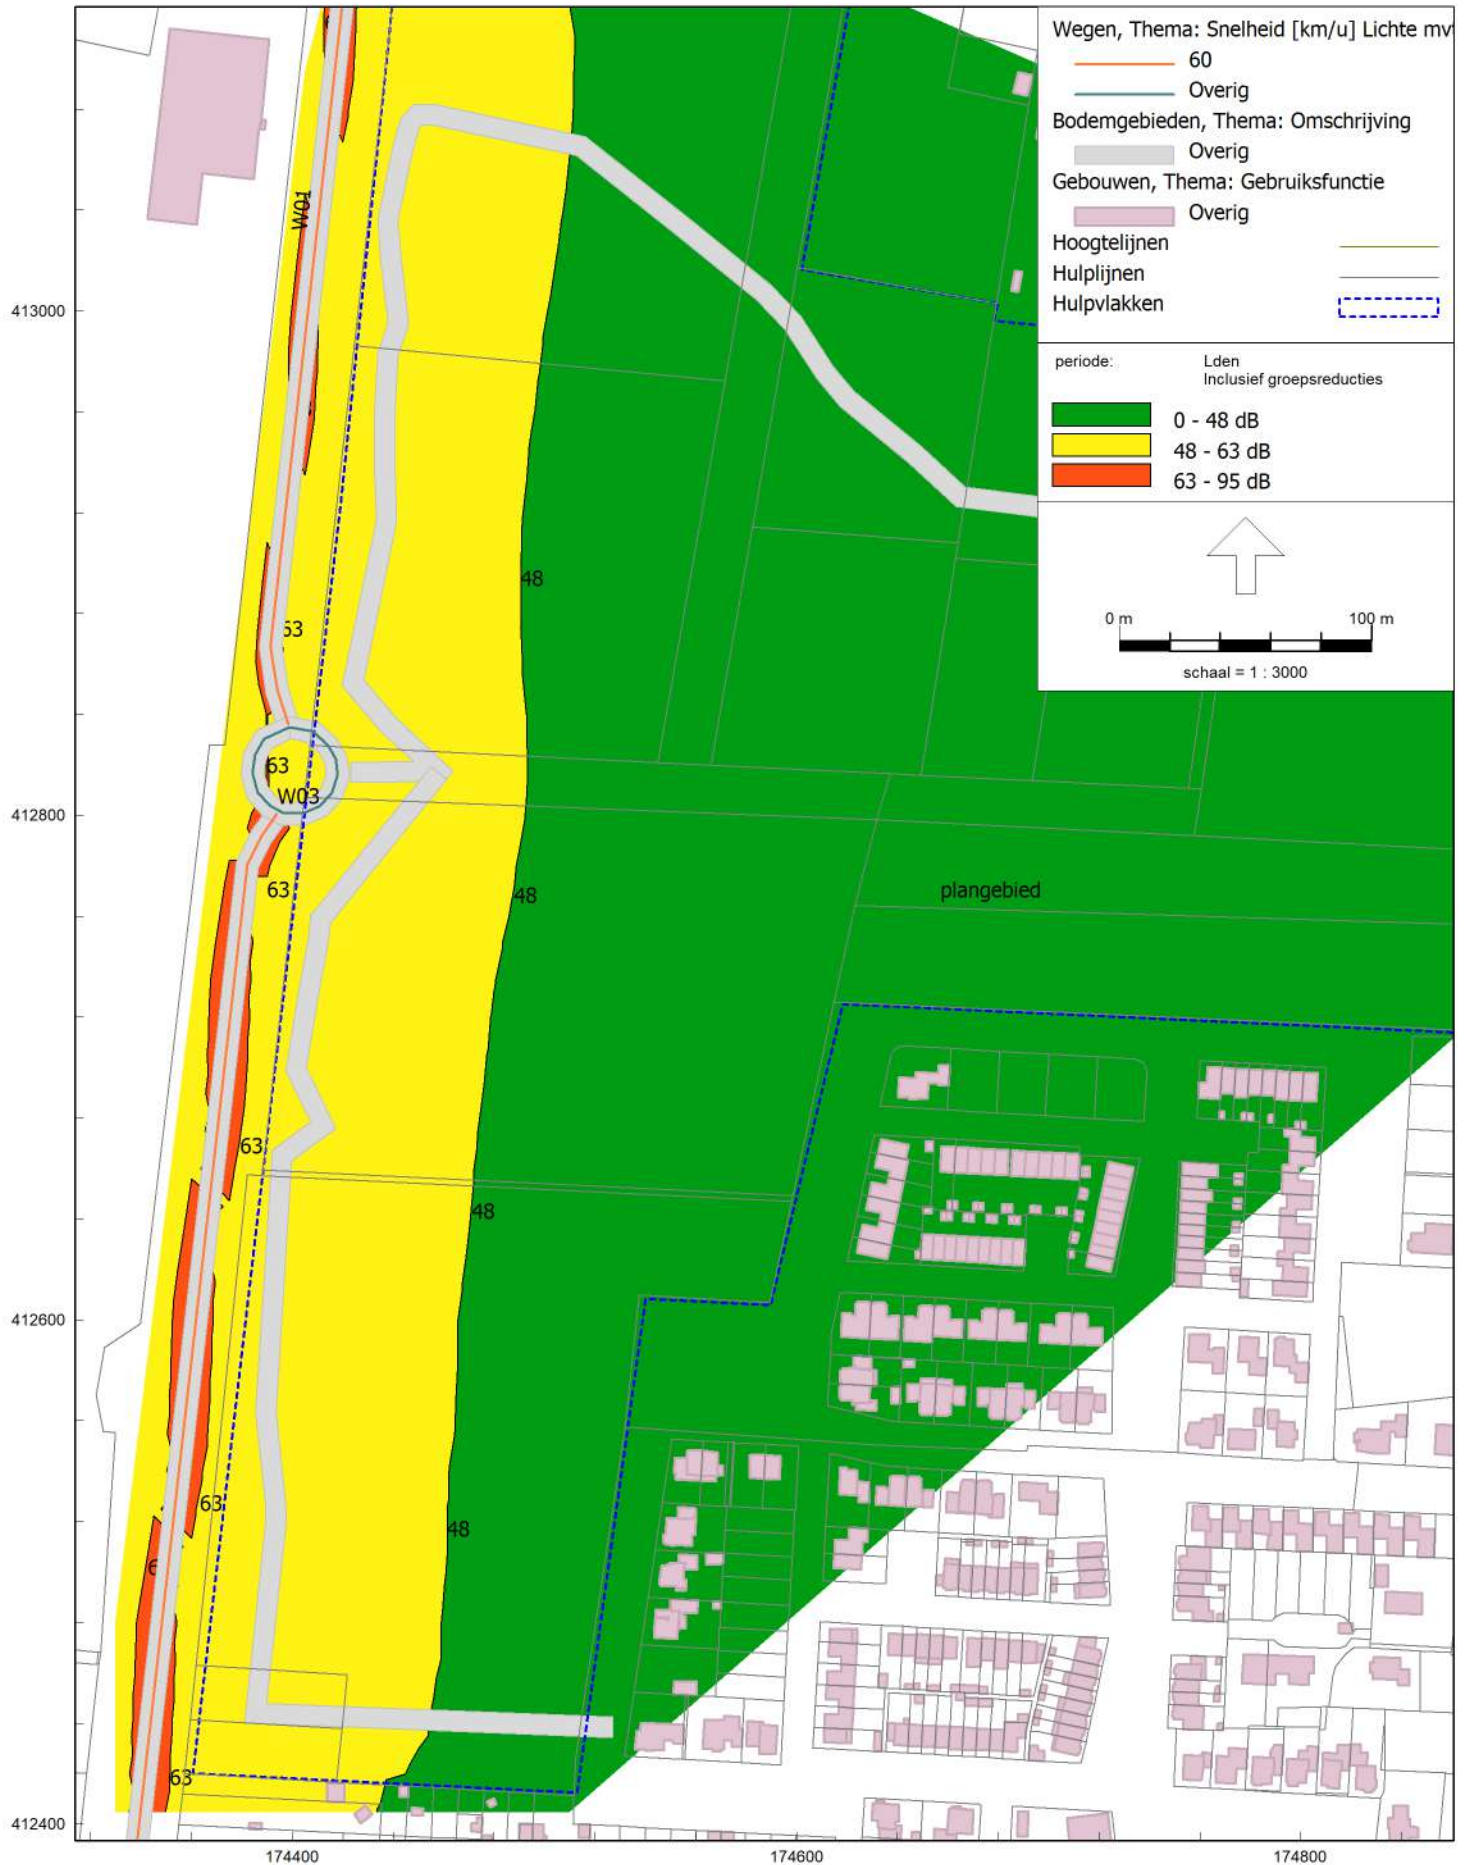 Wegen, Thema: Snelheid [km/u] Lichte mv
60
Overig
Bodemgebieden, Thema: Omschrijving
Overig
Gebouwen, Thema: Gebruiksfunctie
Overig
Hoogtelijnen
Hulplijnen
Hulpvlakken
periode: Lden
Inclusief groepsreducties
0 - 48 dB
48 - 63 dB
63 - 95 dB
0 m 100 m
schaal = 1 : 3000
W01
413000
48
63
63
W03
412800
63
48
plangebied
63
48
412600
63
48
6
63
412400
174400 174600 174800